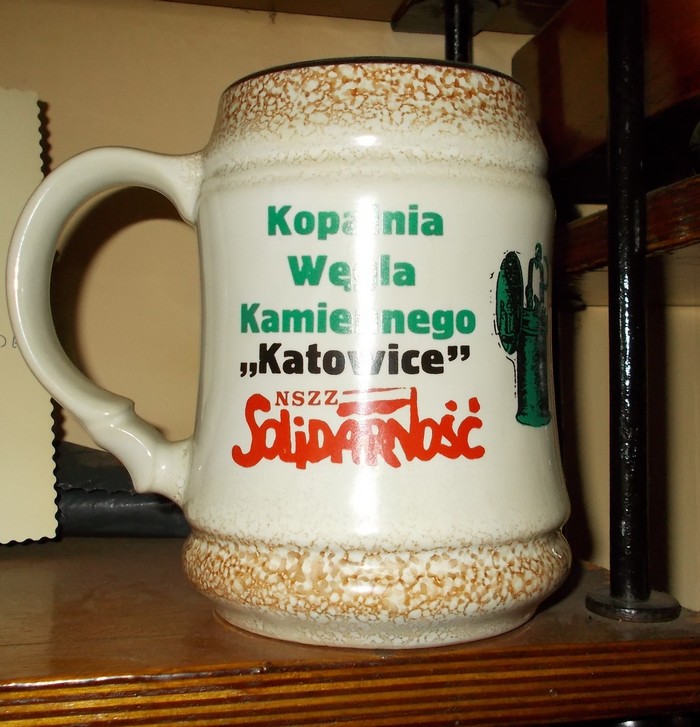 Kopalnia
Węgla
Kamiennego
„Katowice”
NSZZ
Solidarność